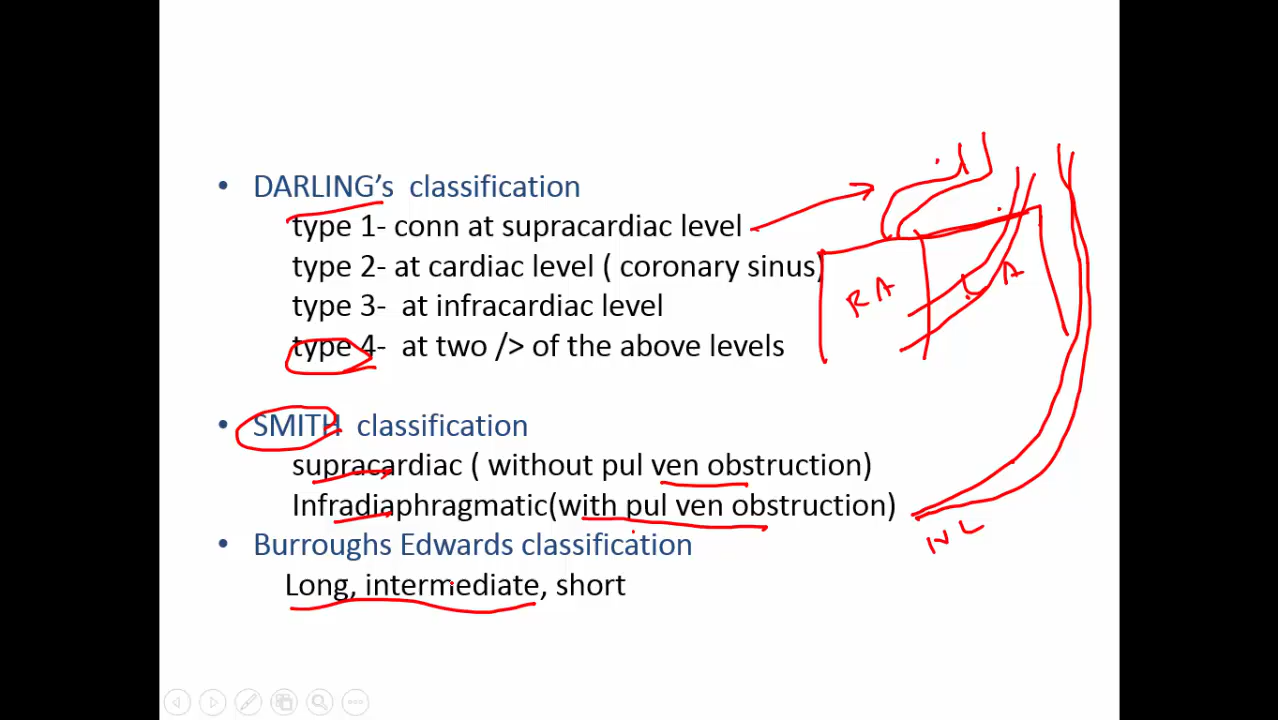 • DARLING's classification
type 1- conn at supracardiac level
type 2- at cardiac level ( coronary sinus)
type 3- at infracardiac level
type 4- at two /> of the above levels
• SMITH classification
supracardiac ( without pul ven obstruction)
Infradiaphragmatic(with pul ven obstruction)
• Burroughs Edwards classification
Long, intermediate, short
RA
LA